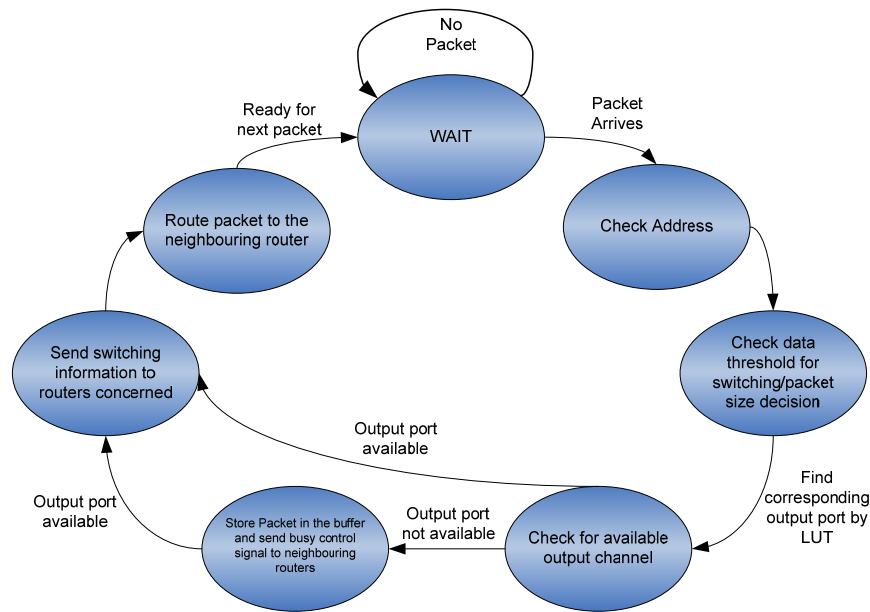 No
Packet
WAIT
Packet
Arrives
Check Address
Check data
threshold for
switching/packet
size decision
Find
corresponding
output port by
LUT
Check for available
output channel
Output port
not available
Store Packet in the buffer
and send busy control
signal to neighbouring
routers
Output port
available
Output port
available
Send switching
information to
routers concerned
Route packet to the
neighbouring router
Ready for
next packet